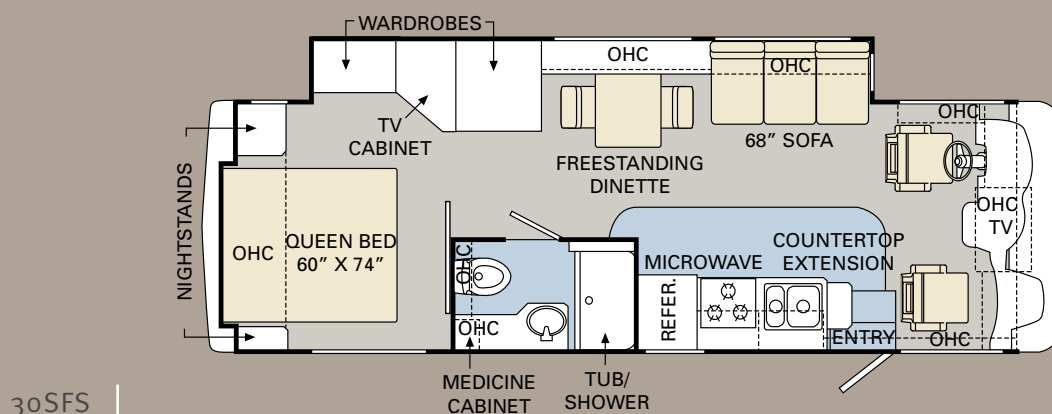 WARDROBES
OHC
OHC
OHC
TV
CABINET
68” SOFA
FREESTANDING
DINETTE
NIGHTSTANDS
OHC
QUEEN BED
60” X 74”
OHC
TV
OHC
MICROWAVE
COUNTERTOP
EXTENSION
REFER.
OHC
ENTRY
OHC
MEDICINE
CABINET
TUB/
SHOWER
30SFS